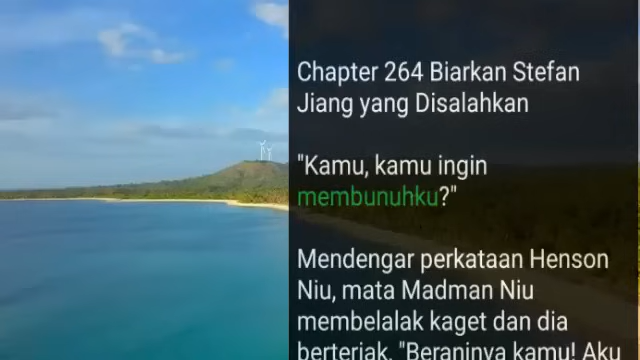 Chapter 264 Biarkan Stefan
Jiang yang Disalahkan
"Kamu, kamu ingin
membunuhku?"
Mendengar perkataan Henson
Niu, mata Madman Niu
membelalak kaget dan dia
berteriak, "Beraninya kamu! Aku